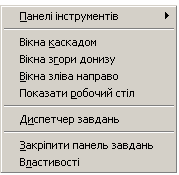 Панелі інструментів
Вікна каскадом
Вікна згори донизу
Вікна зліва направо
Показати робочий стіл
Диспетчер завдань
Закріпити панель завдань
Властивості